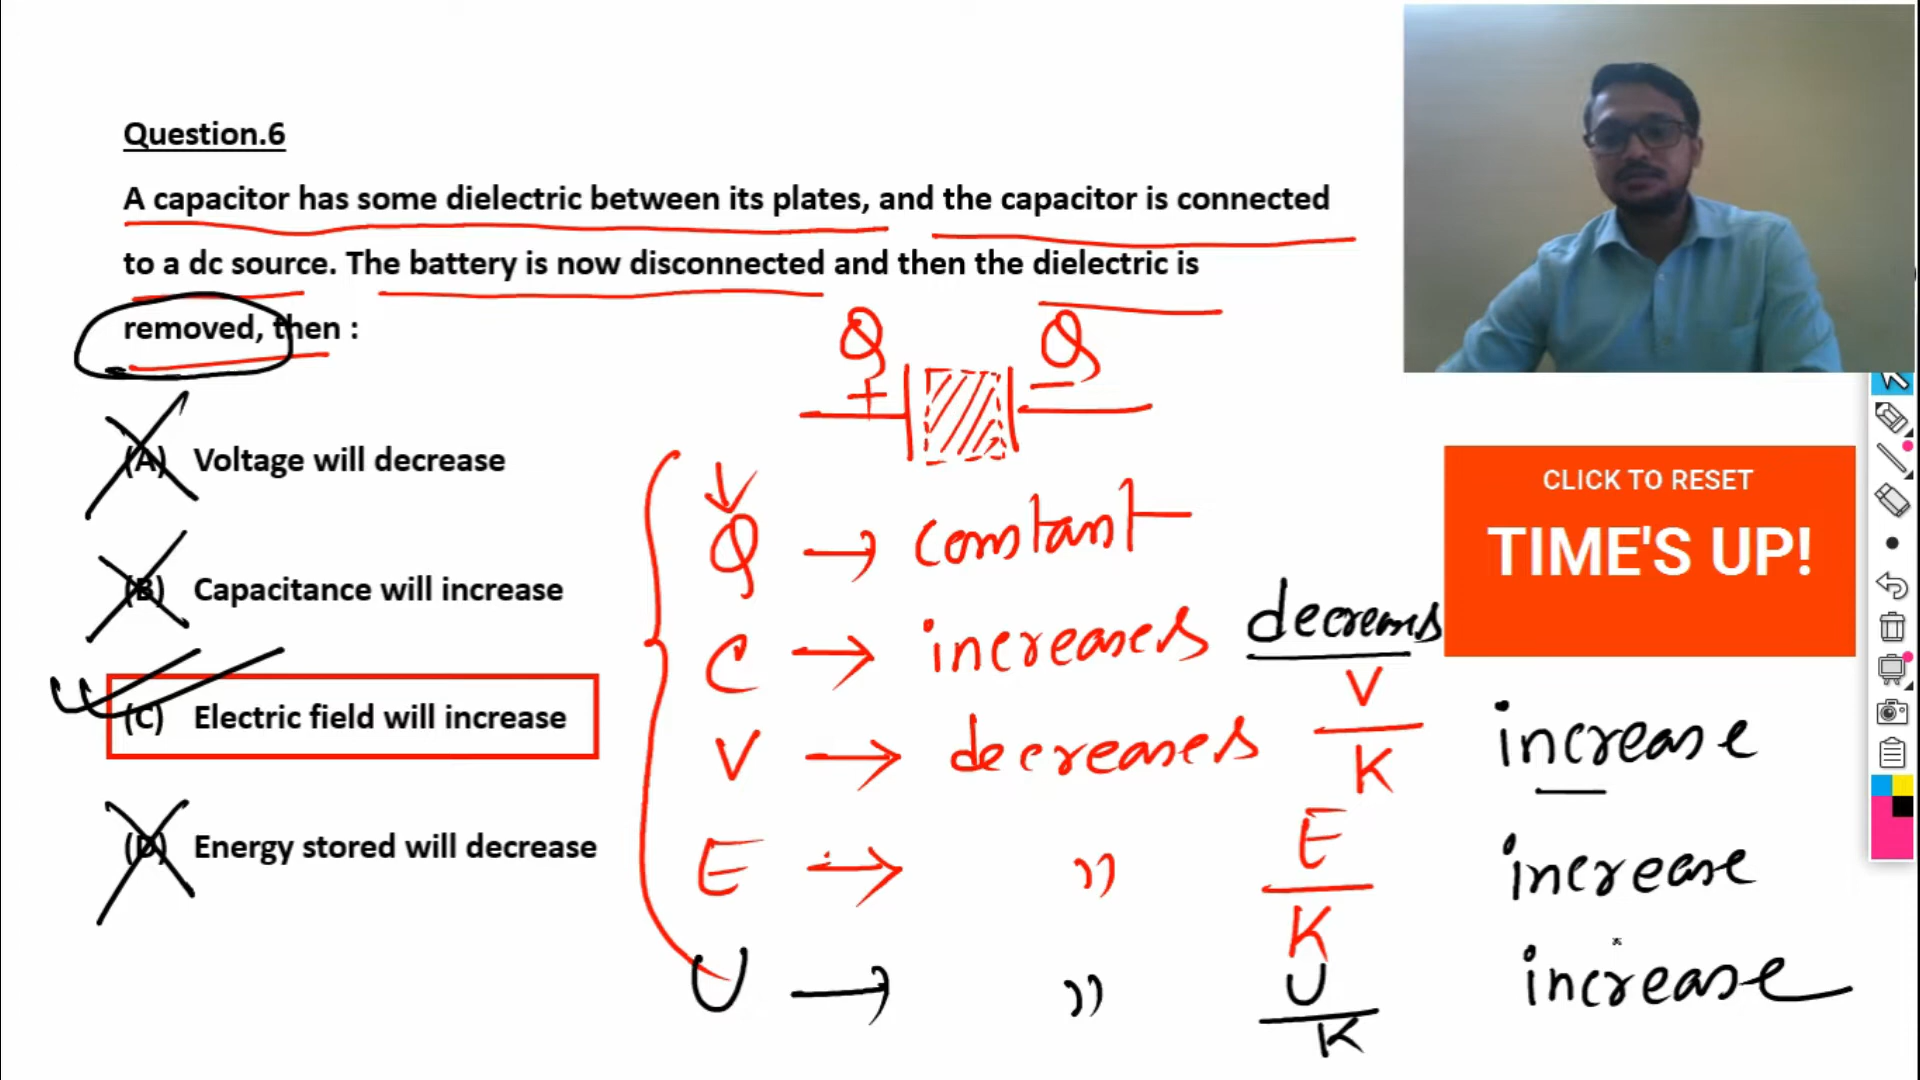 Question.6
A capacitor has some dielectric between its plates, and the capacitor is connected
to a dc source. The battery is now disconnected and then the dielectric is
removed, then :
Q Q
+ −
(A) Voltage will decrease
(B) Capacitance will increase
(C) Electric field will increase
(D) Energy stored will decrease
Q → constant
C → increases decreases
V → decreases V/K increase
E → " E/K increase
U → " U/K increase
CLICK TO RESET
TIME'S UP!